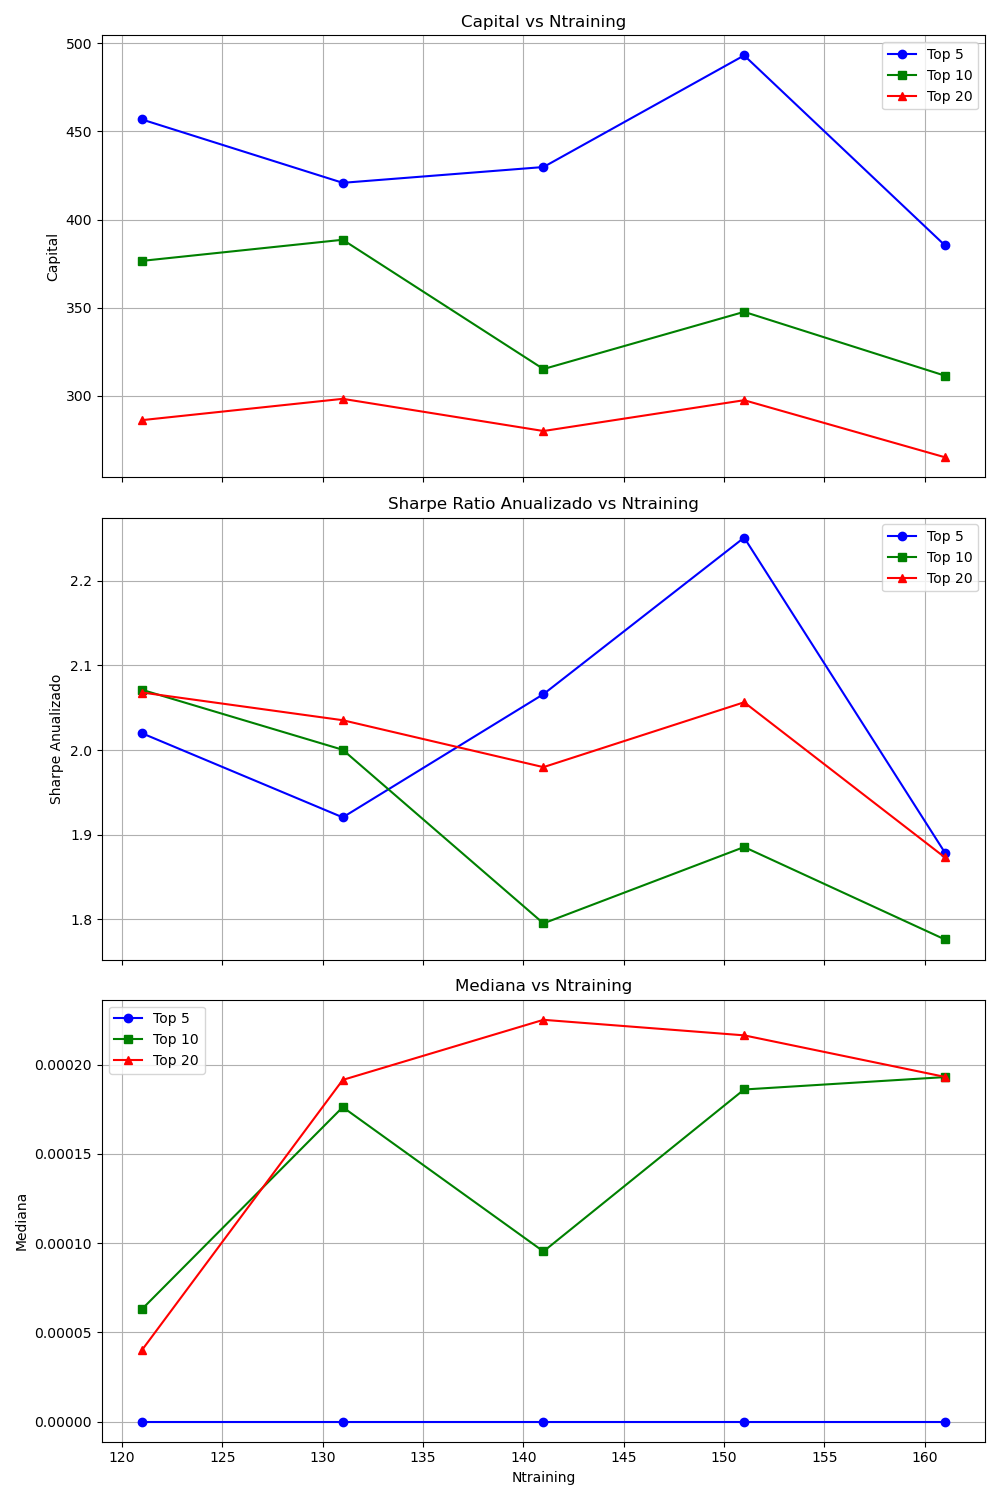 Capital vs Ntraining
500
450
400
350
300
Capital
Top 5
Top 10
Top 20
Sharpe Ratio Anualizado vs Ntraining
2.2
2.1
2.0
1.9
1.8
Sharpe Anualizado
Top 5
Top 10
Top 20
Mediana vs Ntraining
Top 5
Top 10
Top 20
0.00020
0.00015
0.00010
0.00005
0.00000
Mediana
120 125 130 135 140 145 150 155 160
Ntraining